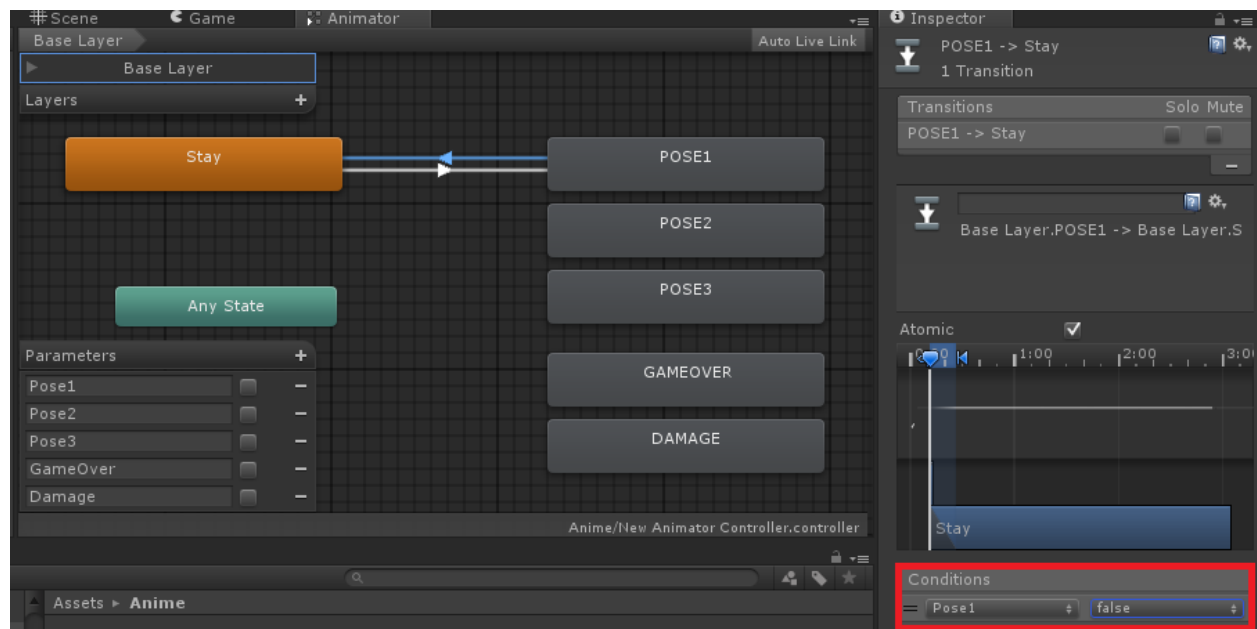 Scene
Game
Animator
Base Layer
Auto Live Link
Base Layer
Layers +
Stay
POSE1
POSE2
POSE3
Any State
GAMEOVER
DAMAGE
Parameters +
Pose1
Pose2
Pose3
GameOver
Damage
Anime/New Animator Controller.controller
Assets ▸ Anime
Inspector
POSE1 -> Stay
1 Transition
Transitions Solo Mute
POSE1 -> Stay
Base Layer.POSE1 -> Base Layer.S
Atomic
1:00 2:00 3:0
Stay
Conditions
Pose1 false